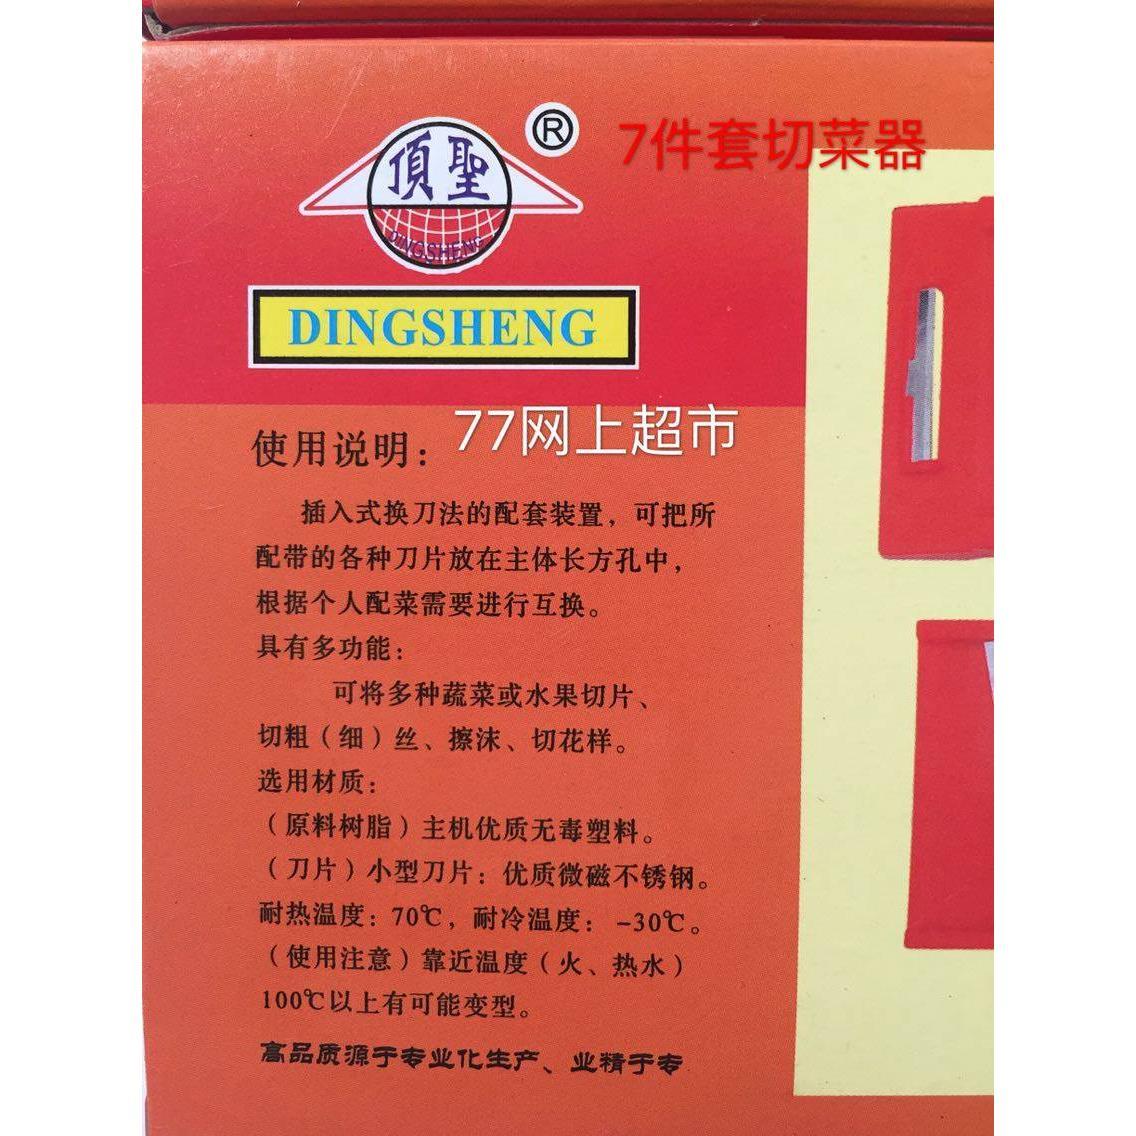 頂聖
®
7件套切菜器
DINGSHENG
DINGSHENG
77网上超市
使用说明：
插入式换刀法的配套装置，可把所
配带的各种刀片放在主体长方孔中，
根据个人配菜需要进行互换。
具有多功能：
可将多种蔬菜或水果切片、
切粗（细）丝、擦沫、切花样。
选用材质：
（原料树脂）主机优质无毒塑料。
（刀片）小型刀片：优质微磁不锈钢。
耐热温度：70℃，耐冷温度：-30℃。
（使用注意）靠近温度（火、热水）
100℃以上有可能变型。
高品质源于专业化生产、业精于专